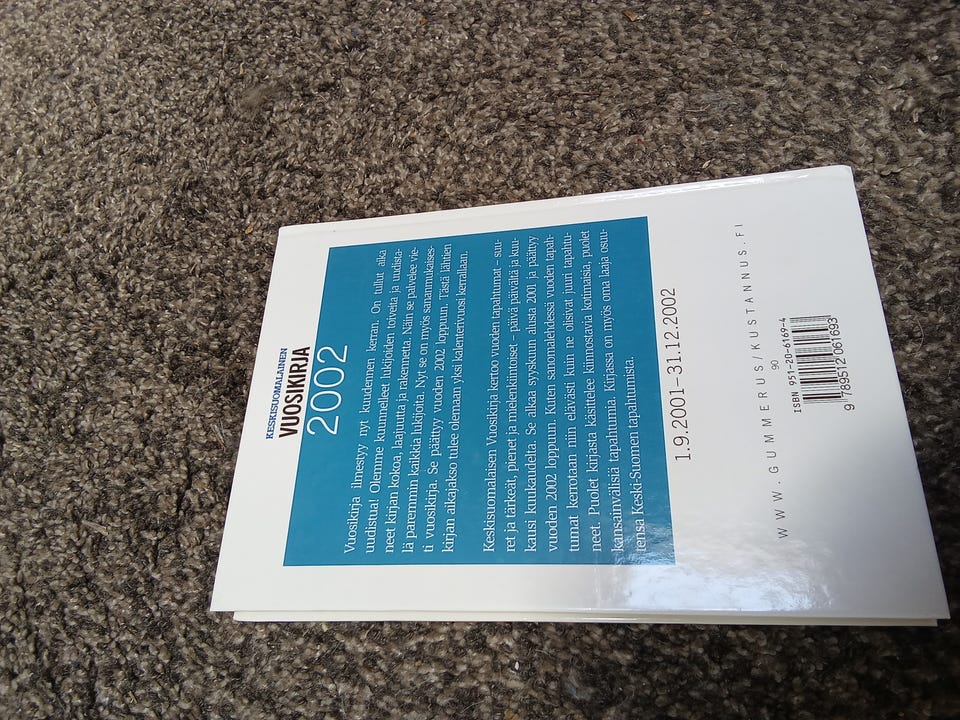 KESKISUOMALAINEN
VUOSIKIRJA
2002
Vuosikirja ilmestyy nyt kuudennen kerran. On tullut aika
uudistua! Olemme kuunnelleet lukijoiden toiveita ja uudista-
neet kirjan kokoa, laajuutta ja rakennetta. Näin se palvelee vie-
lä paremmin kaikkia lukijoita. Nyt se on myös sananmukaises-
ti vuosikirja. Se päättyy vuoden 2002 loppuun. Tästä lähtien
kirjan aikajakso tulee olemaan yksi kalenterivuosi kerrallaan.
Keskisuomalaisen Vuosikirja kertoo vuoden tapahtumat – suu-
ret ja tärkeät, pienet ja mielenkiintoiset – päivä päivältä ja kuu-
kausi kuukaudelta. Se alkaa syyskuun alusta 2001 ja päättyy
vuoden 2002 loppuun. Kuten sanomalehdessä vuoden tapah-
tumat kerrotaan niin elävästi kuin ne olisivat juuri tapahtu-
neet. Puolet kirjasta käsittelee kiinnostavia kotimaisia, puolet
kansainvälisiä tapahtumia. Kirjassa on myös oma laaja osuu-
tensa Keski-Suomen tapahtumista.
1.9.2001–31.12.2002
WWW.GUMMERUS/KUSTANNUS.FI
90
ISBN 951-20-6169-4
9 789512 061693